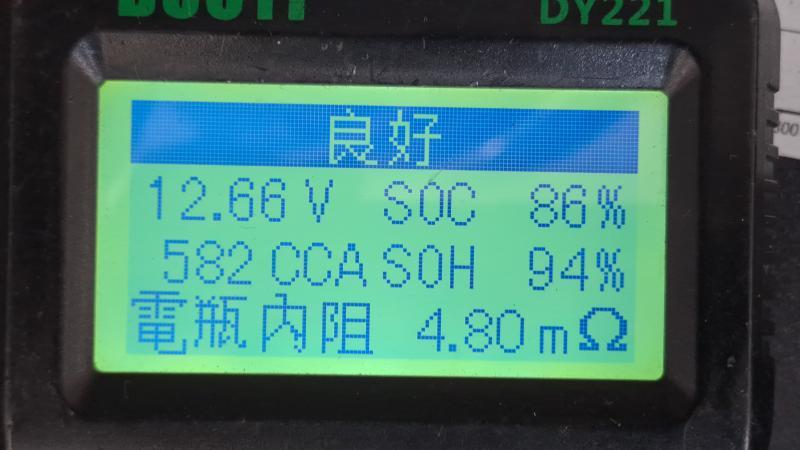 DY221
良好
12.66 V SOC 86%
582 CCA SOH 94%
電瓶內阻 4.80 mΩ